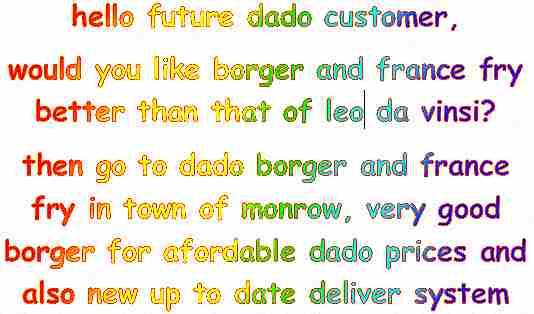 hello future dado customer,
would you like borger and france fry
better than that of leo da vinsi?
then go to dado borger and france
fry in town of monrow, very good
borger for afordable dado prices and
also new up to date deliver system